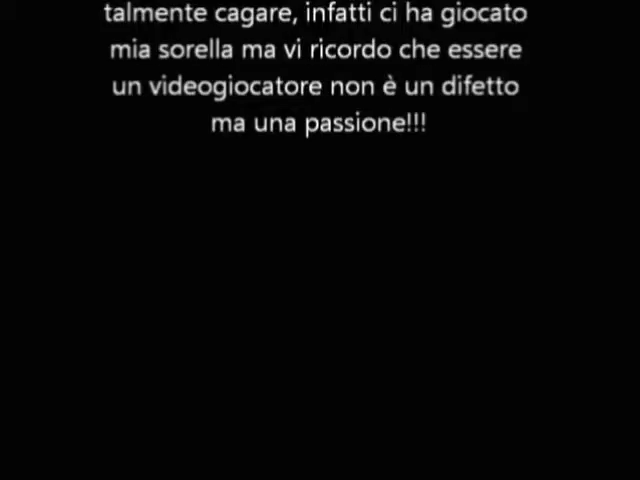 talmente cagare, infatti ci ha giocato
mia sorella ma vi ricordo che essere
un videogiocatore non è un difetto
ma una passione!!!